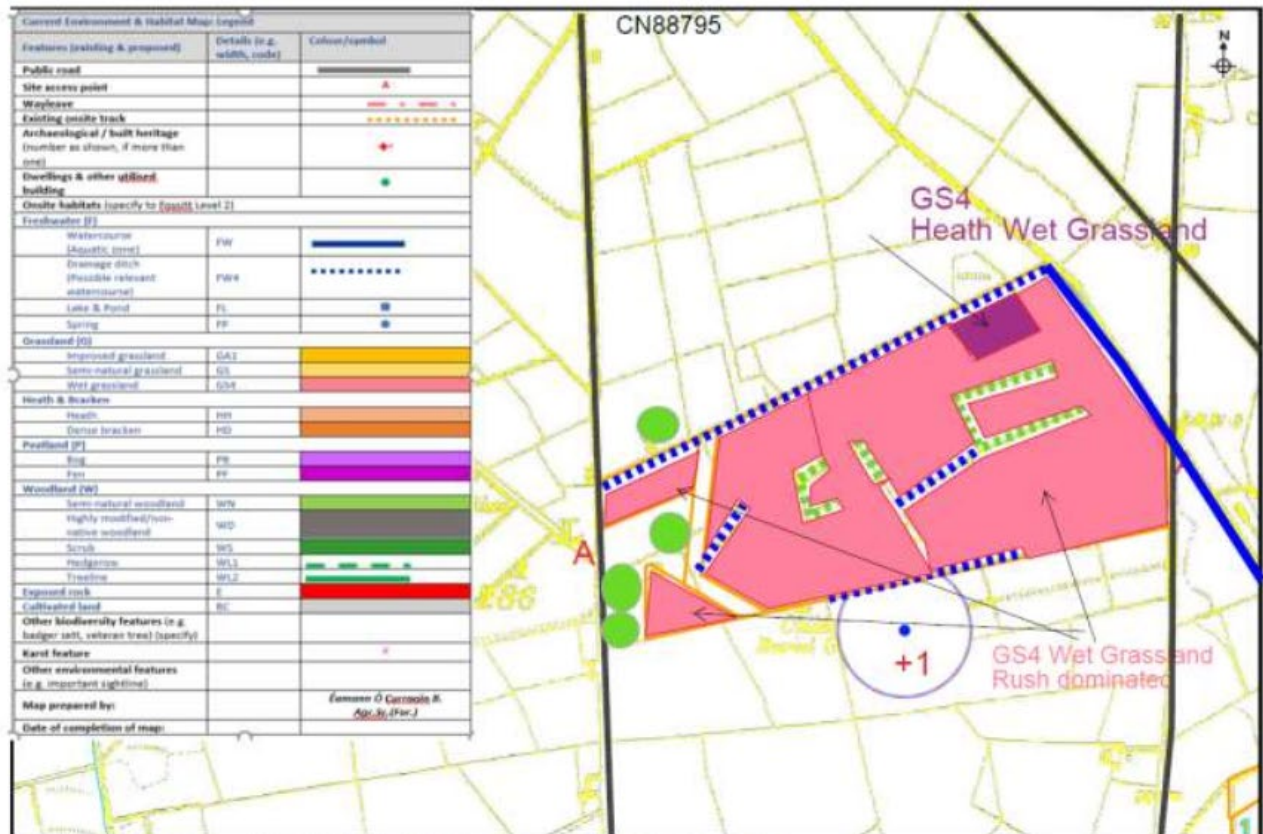 Current Environment & Habitat Map: Legend
Features (existing & proposed)
Details (e.g.
width, code)
Colour/symbol
Public road
Site access point
A
Wayleave
Existing onsite track
Archaeological / built heritage
(number as shown, if more than
one)
Dwellings & other utilised
building
Onsite habitats (specify to Fossitt Level 2)
Freshwater (F)
Watercourse
(Aquatic zone)
FW
Drainage ditch
(Possible relevant
watercourse)
FW4
Lake & Pond
FL
Spring
FP
Grassland (G)
Improved grassland
GA1
Semi-natural grassland
GS
Wet grassland
GS4
Heath & Bracken
Heath
HH
Dense bracken
HD
Peatland (P)
Bog
PB
Fen
PF
Woodland (W)
Semi-natural woodland
WN
Highly modified/non-
native woodland
WD
Scrub
WS
Hedgerow
WL1
Treeline
WL2
Exposed rock
E
Cultivated land
BC
Other biodiversity features (e.g.
badger sett, veteran tree) (specify)
Karst feature
Other environmental features
(e.g. important sightline)
Map prepared by:
Agr.Sc.(For.)
Date of completion of map:
CN88795
N
GS4
Heath Wet Grassland
A
+1
GS4 Wet Grassland
Rush dominated